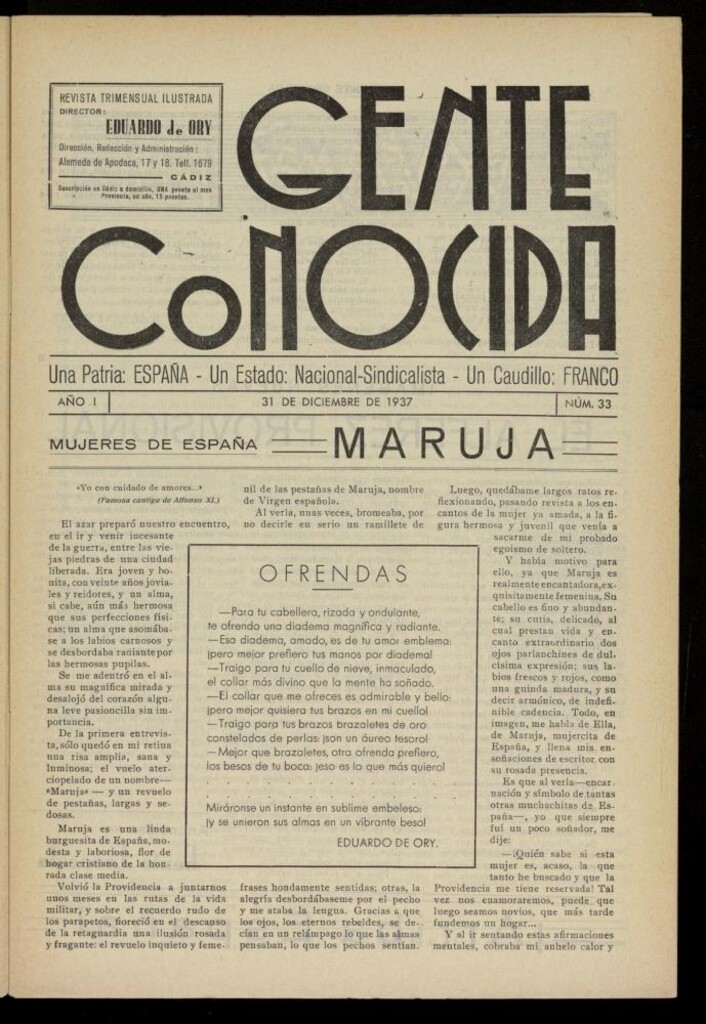 REVISTA TRIMENSUAL ILUSTRADA
DIRECTOR:
EDUARDO de ORY
Dirección, Redacción y Administración:
Alameda de Apodaca, 17 y 18. Telf. 1679
CÁDIZ
Suscripción en Cádiz a domicilio, UNA peseta al mes
Provincia, un año, 15 pesetas.
GENTE
CONOCIDA
Una Patria: ESPAÑA - Un Estado: Nacional-Sindicalista - Un Caudillo: FRANCO
AÑO I
31 DE DICIEMBRE DE 1937
NÚM. 33
MUJERES DE ESPAÑA
MARUJA
«Yo con cuidado de amores...»
(Famosa cantiga de Alfonso XI.)
El azar preparó nuestro encuentro,
en el ir y venir incesante
de la guerra, entre las vie-
jas piedras de una ciudad
liberada. Era joven y bo-
nita, con veinte años jovia-
les y reidores, y un alma,
si cabe, aún más hermosa
que sus perfecciones físi-
cas; un alma que asomába-
se a los labios carnosos y
se desbordaba radiante por
las hermosas pupilas.
Se me adentró en el al-
ma su magnífica mirada y
desalojó del corazón algu-
na leve pasioncilla sin im-
portancia.
De la primera entrevis-
ta, sólo quedó en mi retina
una risa amplia, sana y
luminosa; el vuelo ater-
ciopelado de un nombre—
«Maruja» — y un revuelo
de pestañas, largas y se-
dosas.
Maruja es una linda
burguesita de España, mo-
desta y laboriosa, flor de
hogar cristiano de la hon
rada clase media.
Volvió la Providencia a juntarnos
unos meses en las rutas de la vida
militar, y sobre el recuerdo rudo de
los parapetos, floreció en el descanso
de la retaguardia una ilusión rosada
y fragante: el revuelo inquieto y feme-
nil de las pestañas de Maruja, nombre
de Virgen española.
Al verla, unas veces, bromeaba, por
no decirle en serio un ramillete de
frases hondamente sentidas; otras, la
alegría desbordábaseme por el pecho
y me ataba la lengua. Gracias a que
los ojos, eternos rebeldes, se de-
cían en un relámpago lo que las almas
pensaban, lo que los pechos sentían.
Luego, quedábame largos ratos re-
flexionando, pasando revista a los en-
cantos de la mujer ya amada, a la fi-
gura hermosa y juvenil que venía a
sacarme de mi probado
egoísmo de soltero.
Y había motivo para
ello, ya que Maruja es
realmente encantadora, ex-
quisitamente femenina. Su
cabello es fino y abundan-
te; su cutis, delicado, al
cual prestan vida y en-
canto extraordinario dos
ojos parlanchines de dul-
císima expresión; sus la-
bios frescos y rojos, como
una guinda madura, y su
decir armónico, de indefi-
nible cadencia. Todo, en
imagen, me habla de Ella,
de Maruja, mujercita de
España, y llena mis en-
soñaciones de escritor con
su rosada presencia.
Es que al verla—encar-
nación y símbolo de tantas
otras muchachitas de Es-
paña—, yo que siempre
fuí un poco soñador, me
dije:
—¡Quién sabe si esta
mujer es, acaso, la que
tanto he buscado y que la
Providencia me tiene reservada! Tal
vez nos enamoraremos, puede que
luego seamos novios, que más tarde
fundemos un hogar...
Y al ir sentando estas afirmaciones
mentales, cobraba mi anhelo calor y
OFRENDAS
—Para tu cabellera, rizada y ondulante,
te ofrendo una diadema magnífica y radiante.
—Esa diadema, amado, es de tu amor emblema:
¡pero mejor prefiero tus manos por diadema!
—Traigo para tu cuello de nieve, inmaculado,
el collar más divino que la mente ha soñado.
—El collar que me ofreces es admirable y bello:
¡pero mejor quisiera tus brazos en mi cuello!
—Traigo para tus brazos brazaletes de oro
constelados de perlas: ¡son un áureo tesoro!
—Mejor que brazaletes, otra ofrenda prefiero,
los besos de tu boca: ¡eso es lo que más quiero!
. . . . . . . . . . . . . .
Miráronse un instante en sublime embeleso:
¡y se unieron sus almas en un vibrante beso!
EDUARDO DE ORY.